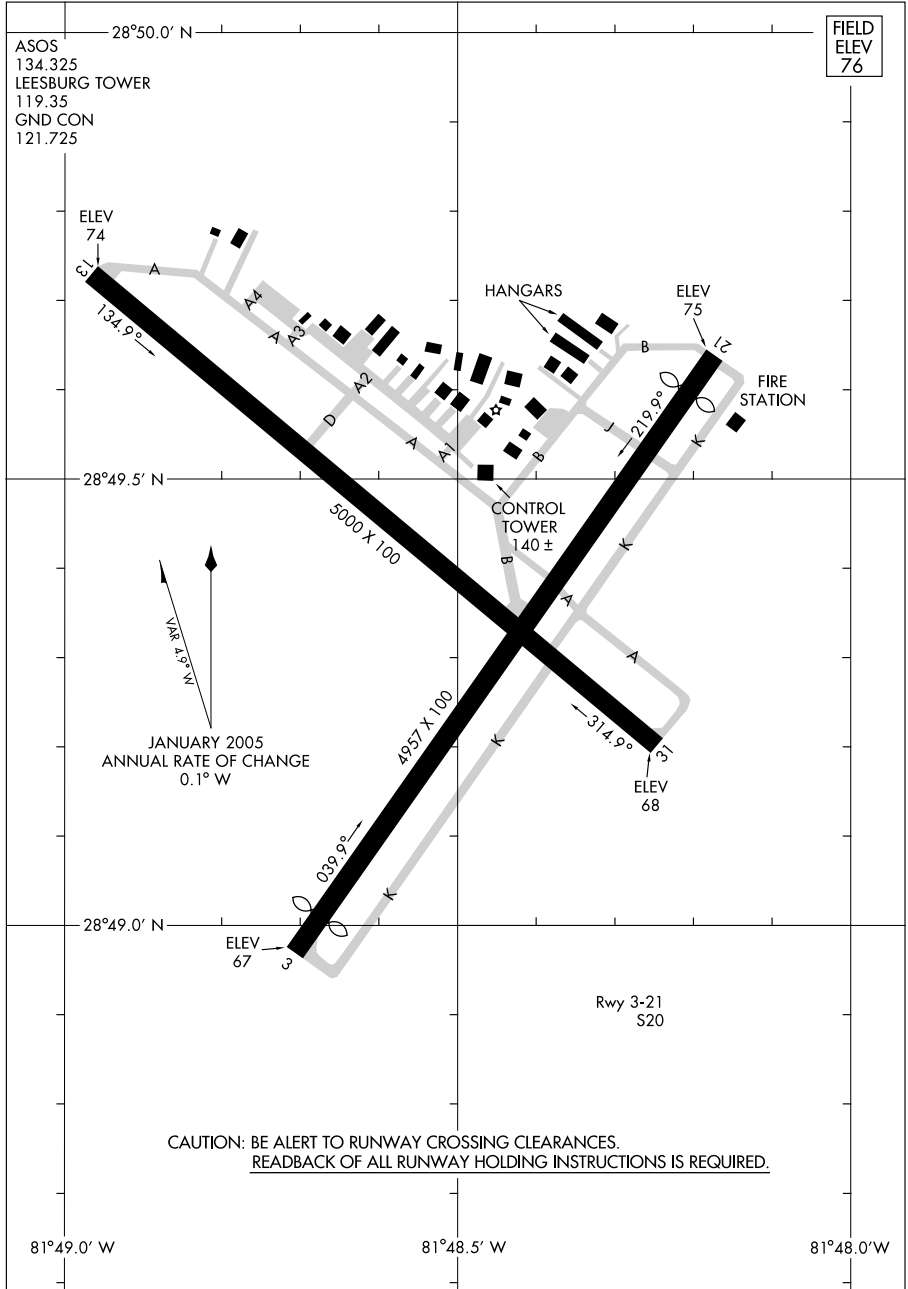 28°50.0' N
FIELD
ELEV
76
ASOS
134.325
LEESBURG TOWER
119.35
GND CON
121.725
ELEV
74
13
A
134.9°
A4
A
A3
HANGARS
ELEV
75
21
B
FIRE
STATION
A2
D
A
A1
B
J
219.9°
K
28°49.5' N
5000 X 100
CONTROL
TOWER
140 ±
K
B
A
A
VAR 4.9° W
JANUARY 2005
ANNUAL RATE OF CHANGE
0.1° W
4957 X 100
K
314.9°
31
ELEV
68
039.9°
K
28°49.0' N
ELEV
67
3
Rwy 3-21
S20
CAUTION: BE ALERT TO RUNWAY CROSSING CLEARANCES.
READBACK OF ALL RUNWAY HOLDING INSTRUCTIONS IS REQUIRED.
81°49.0' W
81°48.5' W
81°48.0'W